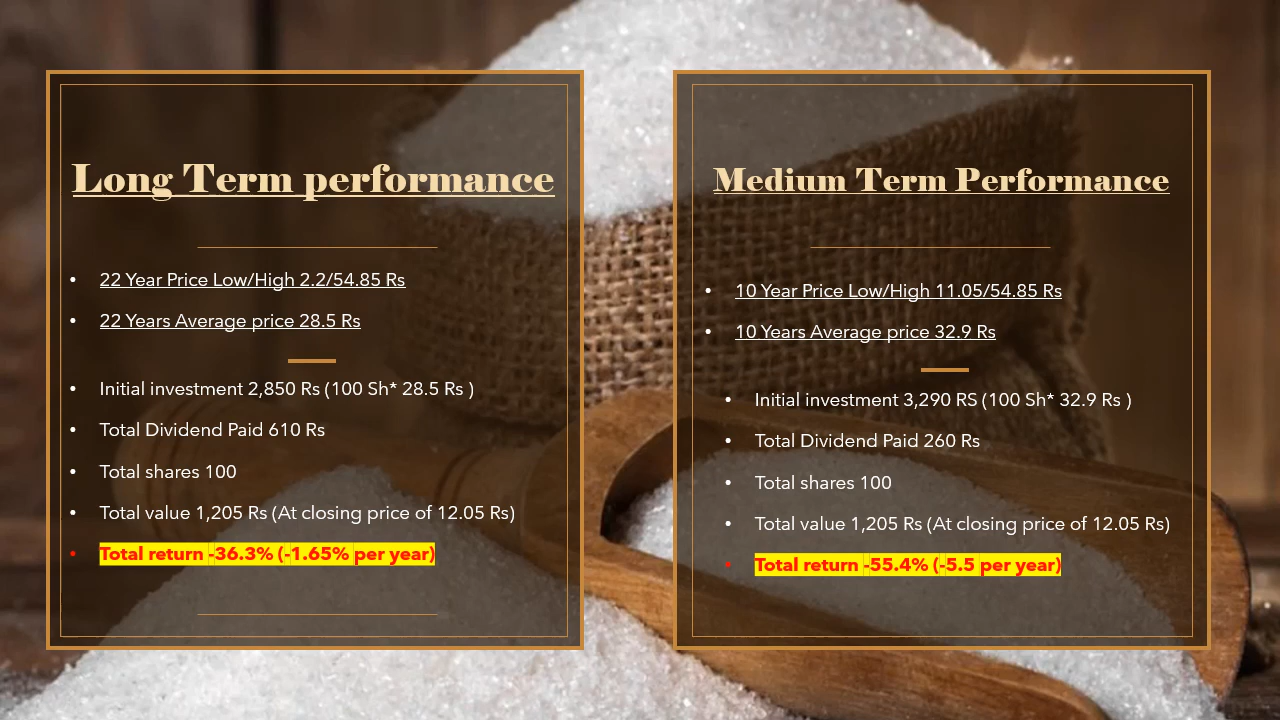 Long Term performance
• 22 Year Price Low/High 2.2/54.85 Rs
• 22 Years Average price 28.5 Rs
• Initial investment 2,850 Rs (100 Sh* 28.5 Rs )
• Total Dividend Paid 610 Rs
• Total shares 100
• Total value 1,205 Rs (At closing price of 12.05 Rs)
• Total return -36.3% (-1.65% per year)
Medium Term Performance
• 10 Year Price Low/High 11.05/54.85 Rs
• 10 Years Average price 32.9 Rs
• Initial investment 3,290 RS (100 Sh* 32.9 Rs )
• Total Dividend Paid 260 Rs
• Total shares 100
• Total value 1,205 Rs (At closing price of 12.05 Rs)
• Total return -55.4% (-5.5 per year)